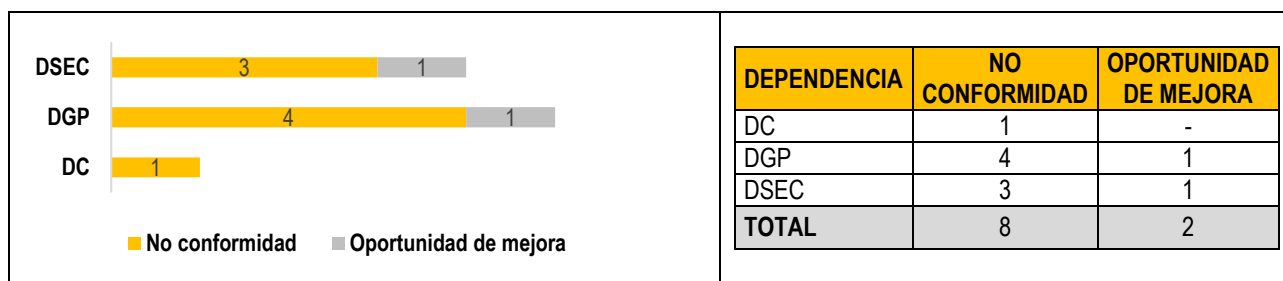 DSEC 3 1
DGP 4 1
DC 1
No conformidad Oportunidad de mejora
DEPENDENCIA NO CONFORMIDAD OPORTUNIDAD DE MEJORA
DC 1 -
DGP 4 1
DSEC 3 1
TOTAL 8 2